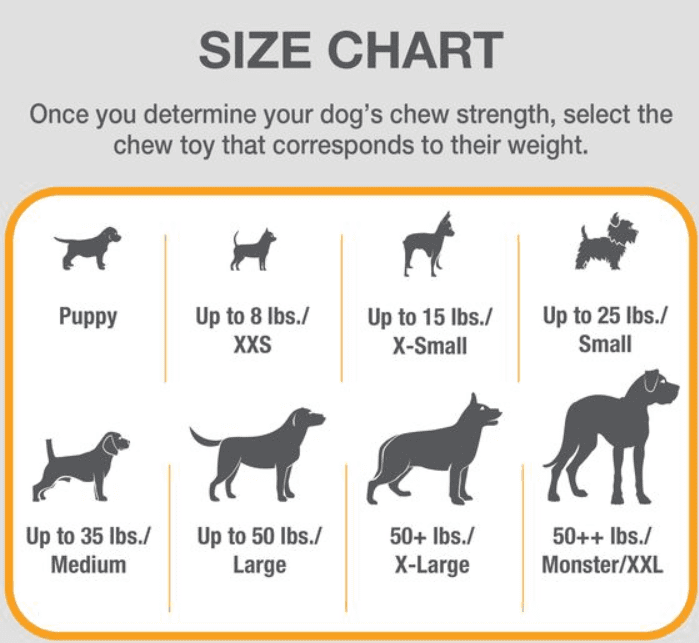 SIZE CHART
Once you determine your dog's chew strength, select the
chew toy that corresponds to their weight.
Puppy
Up to 8 lbs./
XXS
Up to 15 lbs./
X-Small
Up to 25 lbs./
Small
Up to 35 lbs./
Medium
Up to 50 lbs./
Large
50+ lbs./
X-Large
50++ lbs./
Monster/XXL